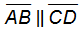 AB ∥ CD